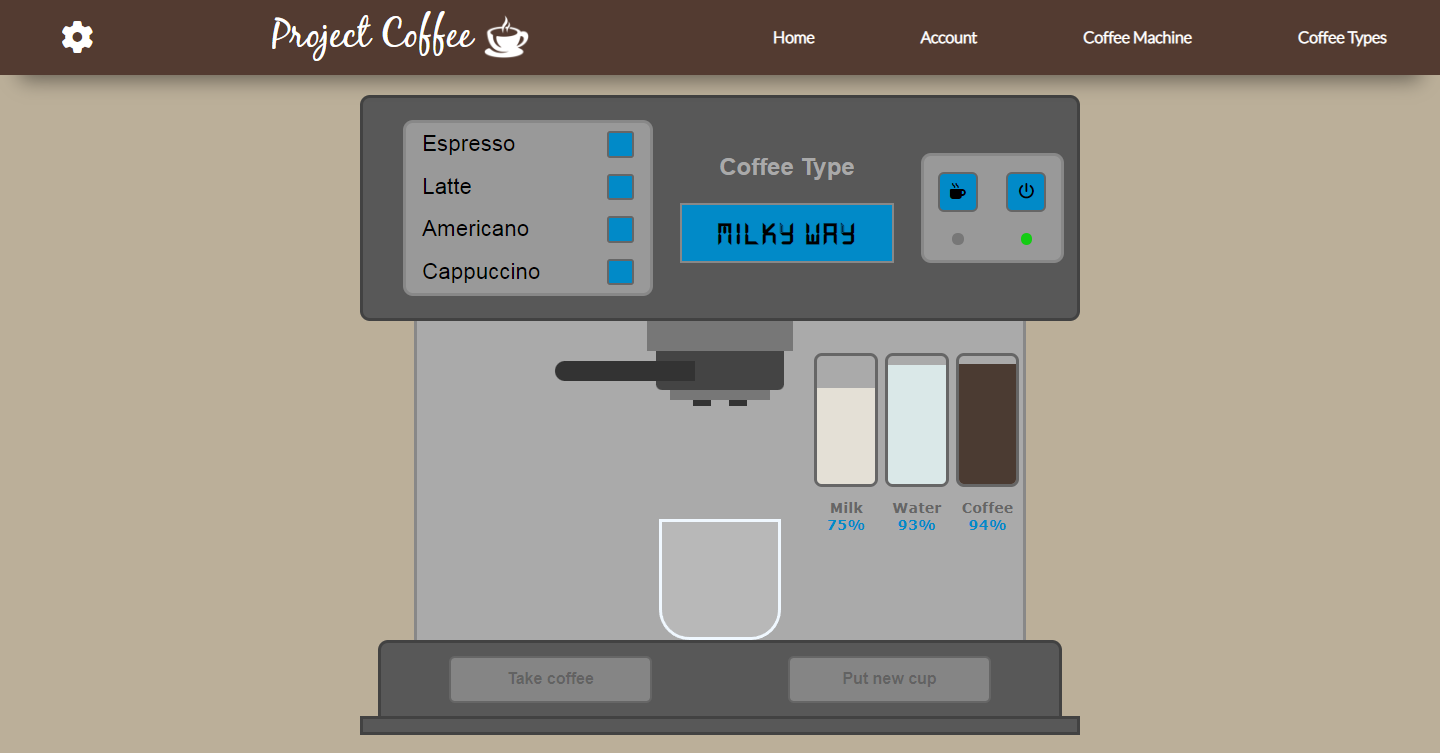 Project Coffee
Home
Account
Coffee Machine
Coffee Types
Espresso
Latte
Americano
Cappuccino
Coffee Type
MILKY WAY
Milk
75%
Water
93%
Coffee
94%
Take coffee
Put new cup